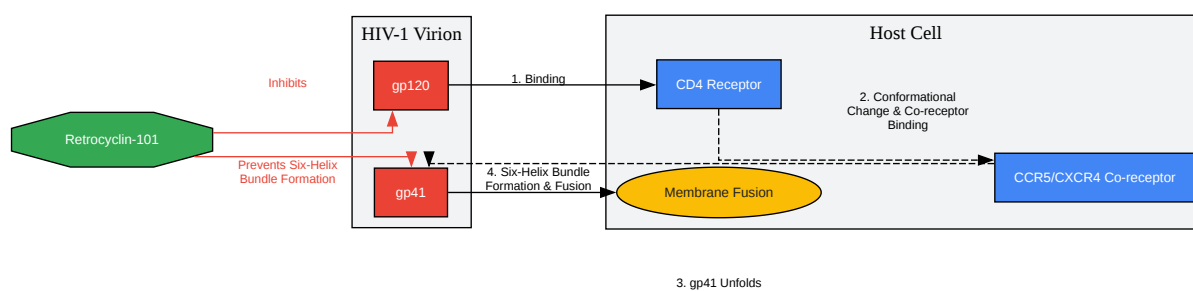 HIV-1 Virion
Host Cell
gp120
1. Binding
CD4 Receptor
Inhibits
2. Conformational
Change & Co-receptor
Binding
Retrocyclin-101
Prevents Six-Helix
Bundle Formation
4. Six-Helix Bundle
Formation & Fusion
CCR5/CXCR4 Co-receptor
gp41
Membrane Fusion
3. gp41 Unfolds